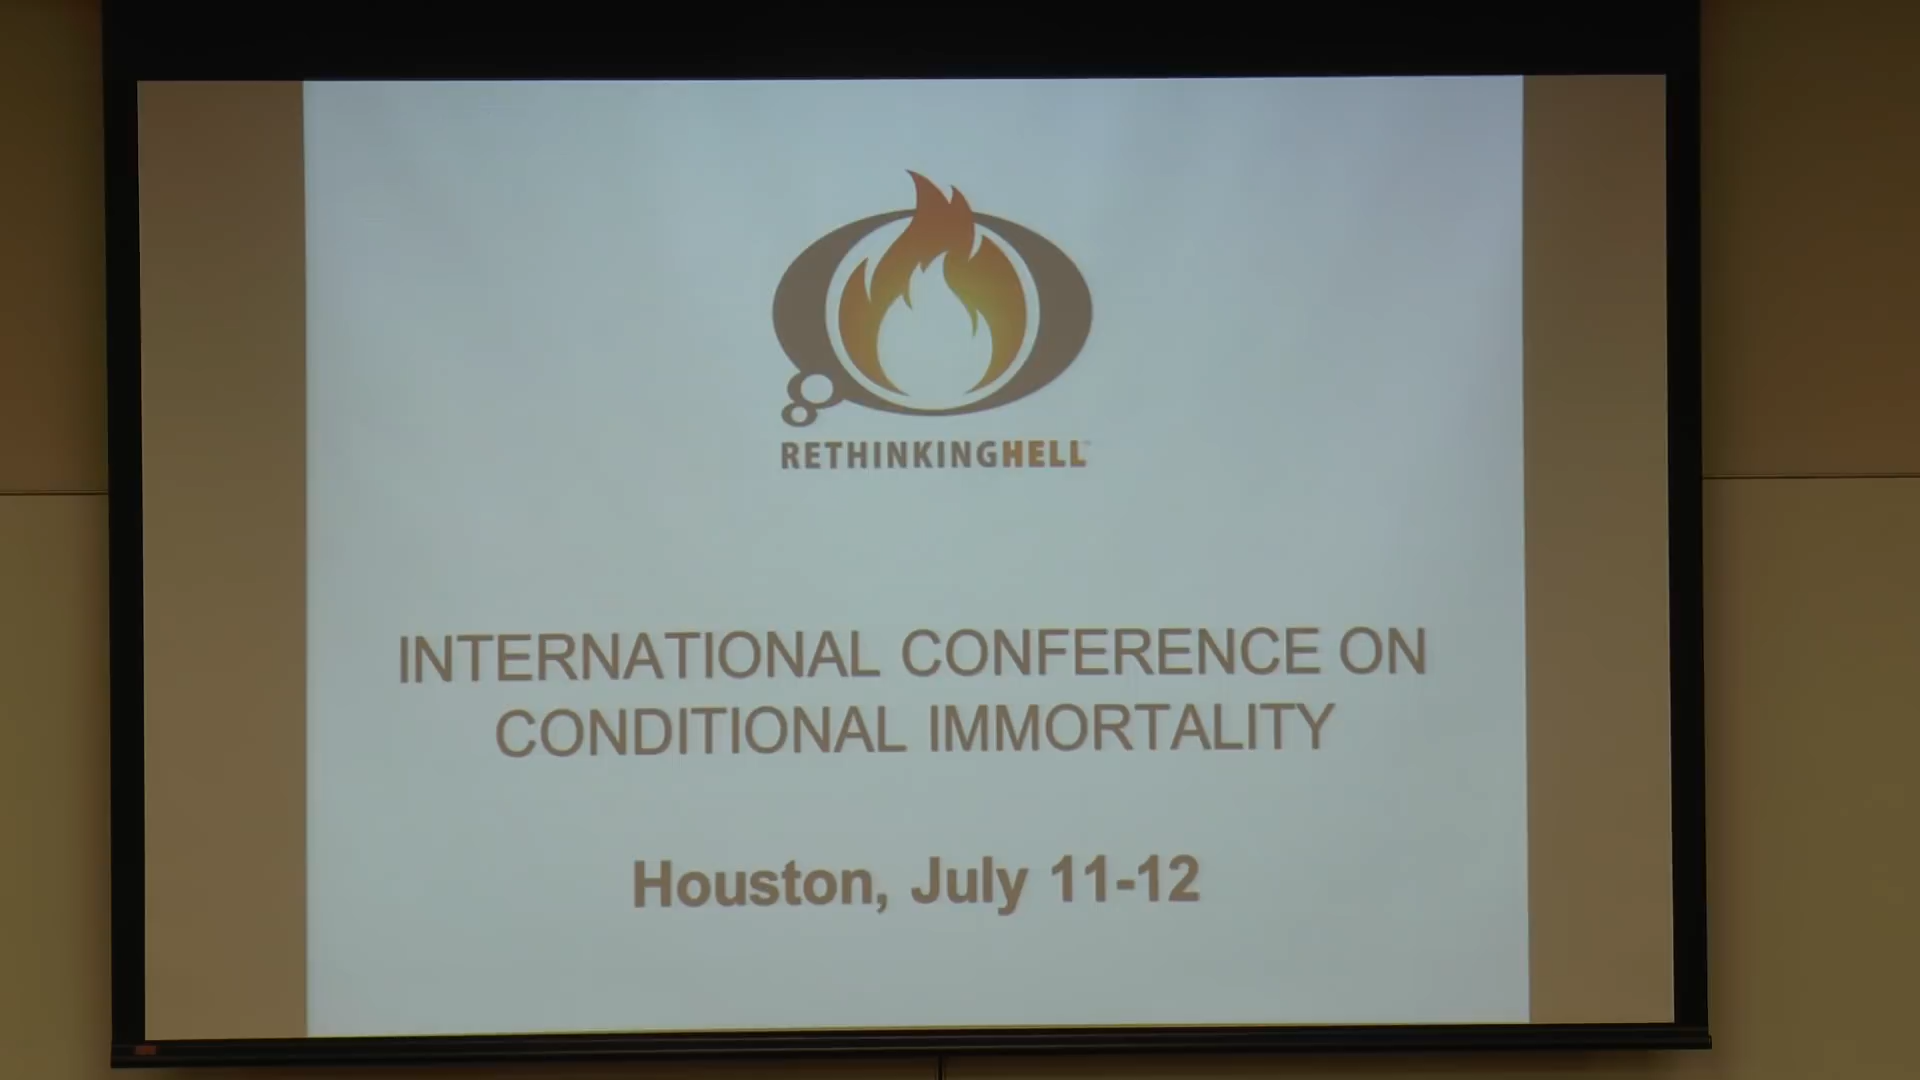 RETHINKINGHELL
INTERNATIONAL CONFERENCE ON
CONDITIONAL IMMORTALITY
Houston, July 11-12